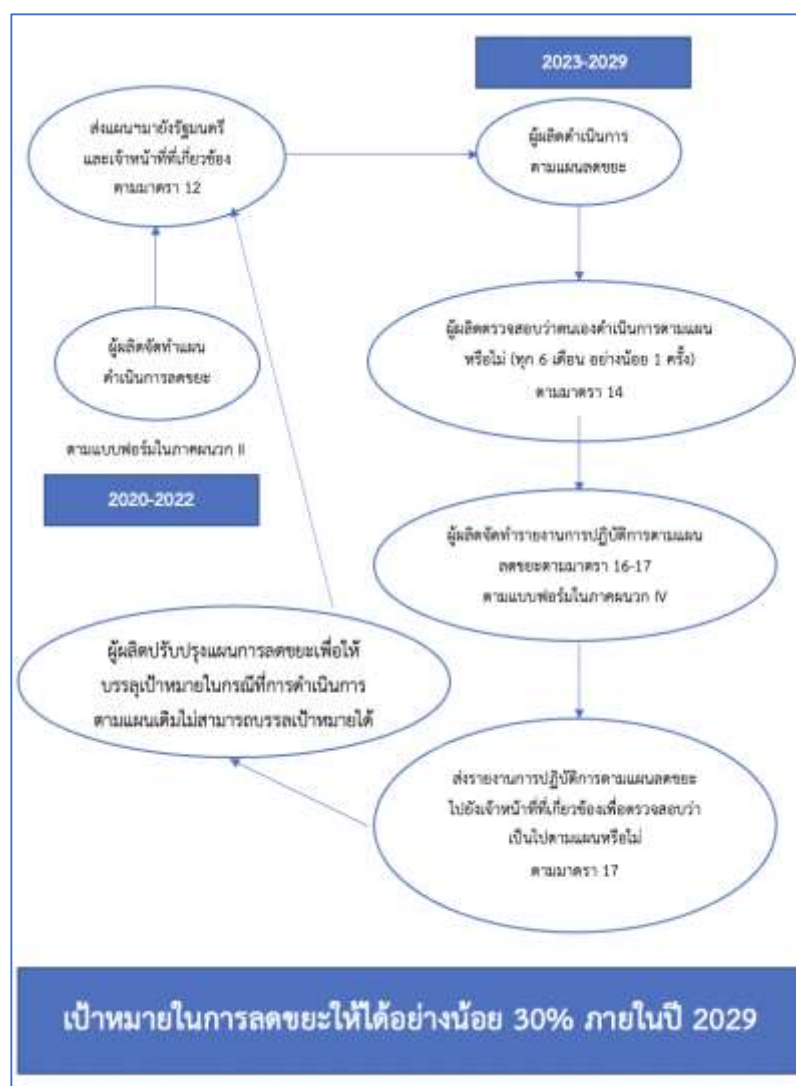 2023-2029
ส่งแผนฯมายังรัฐมนตรี
และเจ้าหน้าที่ที่เกี่ยวข้อง
ตามมาตรา 12
ผู้ผลิตดำเนินการ
ตามแผนลดขยะ
ผู้ผลิตจัดทำแผน
ดำเนินการลดขยะ
ตามแบบฟอร์มในภาคผนวก II
2020-2022
ผู้ผลิตตรวจสอบว่าตนเองดำเนินการตามแผน
หรือไม่ (ทุก 6 เดือน อย่างน้อย 1 ครั้ง)
ตามมาตรา 14
ผู้ผลิตจัดทำรายงานการปฏิบัติการตามแผน
ลดขยะตามมาตรา 16-17
ตามแบบฟอร์มในภาคผนวก IV
ผู้ผลิตปรับปรุงแผนการลดขยะเพื่อให้
บรรลุเป้าหมายในกรณีที่การดำเนินการ
ตามแผนเดิมไม่สามารถบรรลเป้าหมายได้
ส่งรายงานการปฏิบัติการตามแผนลดขยะ
ไปยังเจ้าหน้าที่ที่เกี่ยวข้องเพื่อตรวจสอบว่า
เป็นไปตามแผนหรือไม่
ตามมาตรา 17
เป้าหมายในการลดขยะให้ได้อย่างน้อย 30% ภายในปี 2029